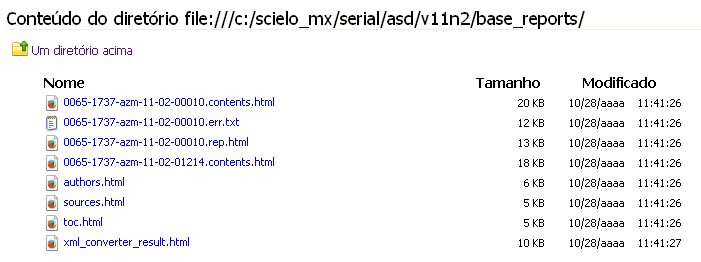 Conteúdo do diretório file:///c:/scielo_mx/serial/asd/v11n2/base_reports/
Um diretório acima
Nome Tamanho Modificado
0065-1737-azm-11-02-00010.contents.html 20 KB 10/28/aaaa 11:41:26
0065-1737-azm-11-02-00010.err.txt 12 KB 10/28/aaaa 11:41:26
0065-1737-azm-11-02-00010.rep.html 13 KB 10/28/aaaa 11:41:26
0065-1737-azm-11-02-01214.contents.html 18 KB 10/28/aaaa 11:41:26
authors.html 6 KB 10/28/aaaa 11:41:26
sources.html 5 KB 10/28/aaaa 11:41:26
toc.html 5 KB 10/28/aaaa 11:41:26
xml_converter_result.html 10 KB 10/28/aaaa 11:41:27